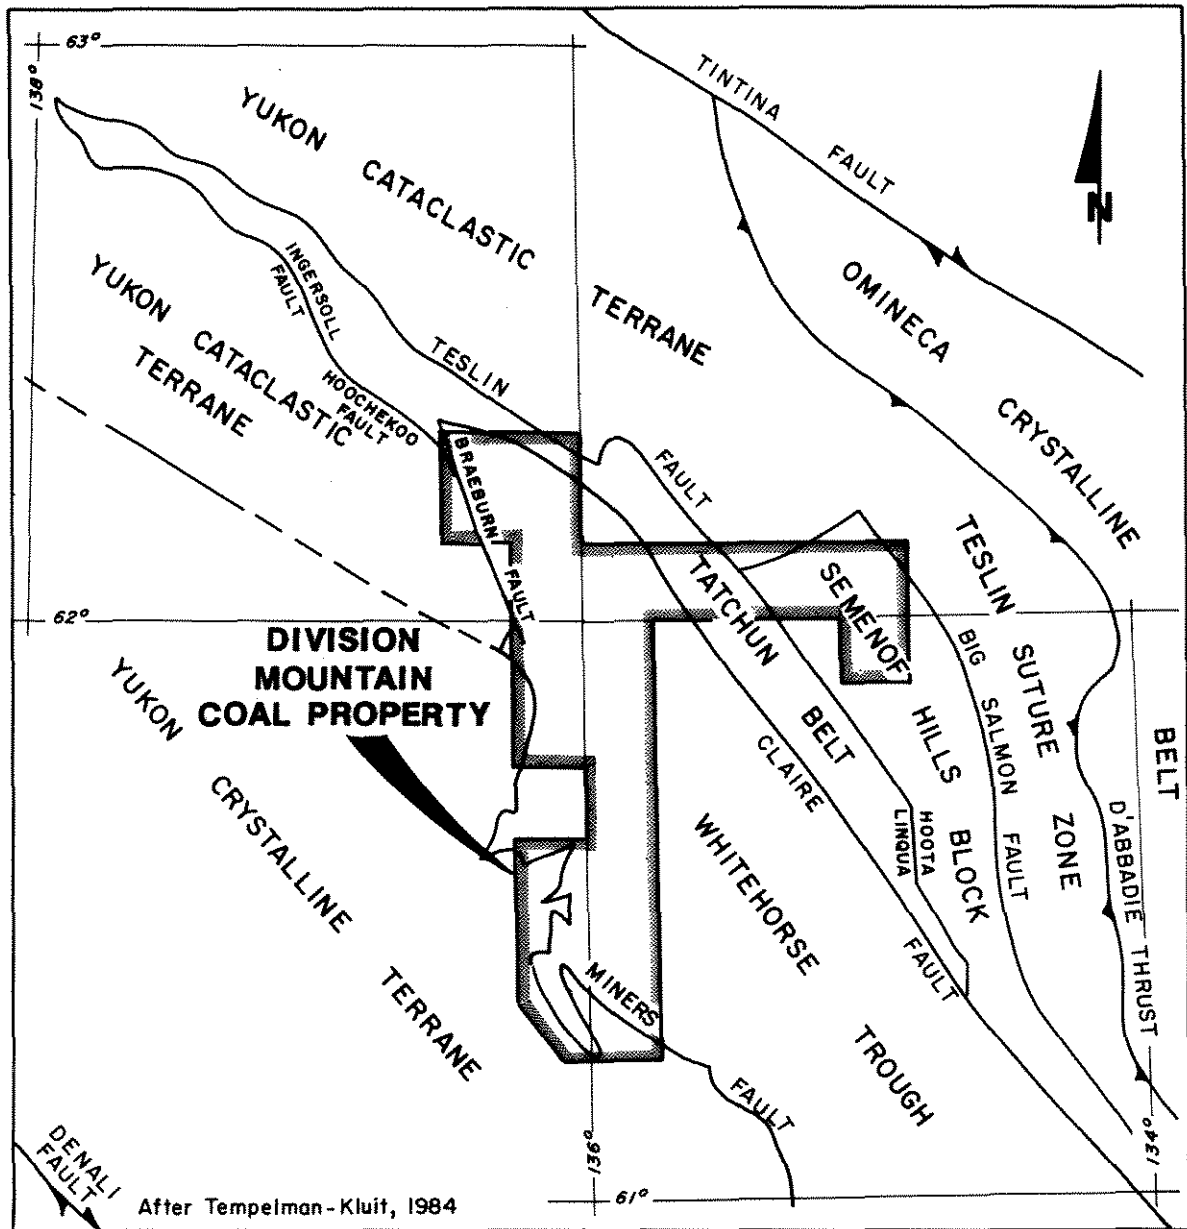 63°
138°
TINTINA
FAULT
N
YUKON CATACLASTIC
TERRANE
OMINECA
CRYSTALLINE
BELT
INGERSOLL
FAULT
YUKON CATACLASTIC
TERRANE
TESLIN
FAULT
HOOCHEKOO
FAULT
BRAEBURN
FAULT
TATCHUN
BELT
SEMENOF
HILLS
BLOCK
TESLIN
SUTURE
ZONE
BIG
SALMON
FAULT
62°
DIVISION
MOUNTAIN
COAL PROPERTY
YUKON
CRYSTALLINE
TERRANE
CLAIRE
FAULT
HOOTA
LINQUA
D'ABBADIE THRUST
WHITEHORSE
TROUGH
MINERS
FAULT
DENALI
FAULT
136°
134°
61°
After Tempelman-Kluit, 1984